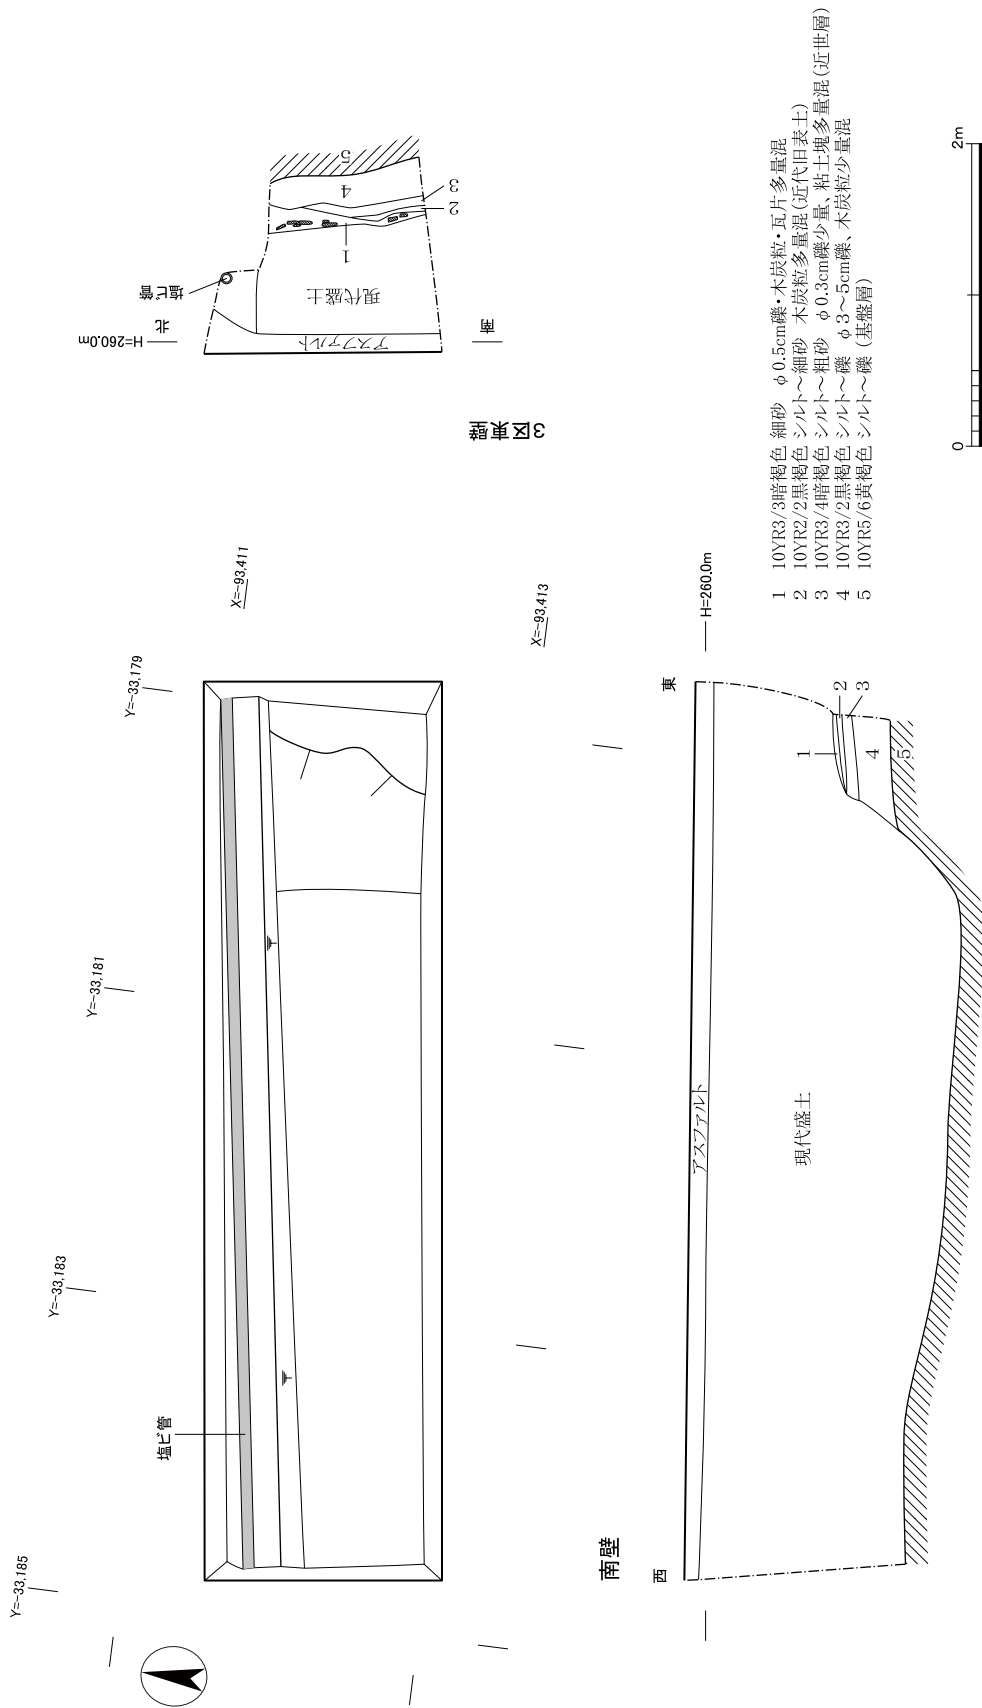 Y=-33,185
Y=-33,183
Y=-33,181
Y=-33,179
X=-93,411
X=-93,413
塩ビ管
3区東壁
北
南
H=260.0m
塩ビ管
アスファルト
現代盛土
1
2
3
4
5
南壁
西
東
H=260.0m
アスファルト
現代盛土
1
2
3
4
5
1 10YR3/3暗褐色 細砂 φ0.5cm礫・木炭粒・瓦片多量混
2 10YR2/2黒褐色 シルト～細砂 木炭粒多量混(近代旧表土)
3 10YR3/4暗褐色 シルト～粗砂 φ0.3cm礫少量、粘土塊多量混(近世層)
4 10YR3/2黒褐色 シルト～礫 φ3～5cm礫、木炭粒少量混
5 10YR5/6黄褐色 シルト～礫 (基盤層)
0
2m